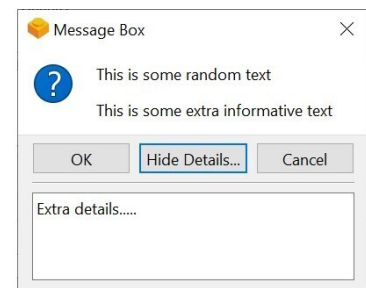 Message Box
This is some random text
This is some extra informative text
OK Hide Details... Cancel
Extra details.....